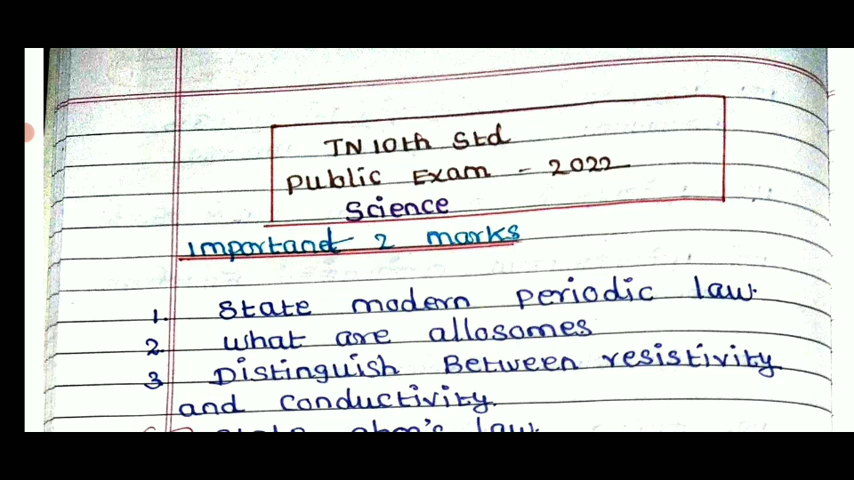 TN 10th Std
Public Exam - 2022
Science
Importand 2 marks
1. State modern periodic law.
2. What are allosomes
3 Distinguish Between resistivity
and conductivity.
law.